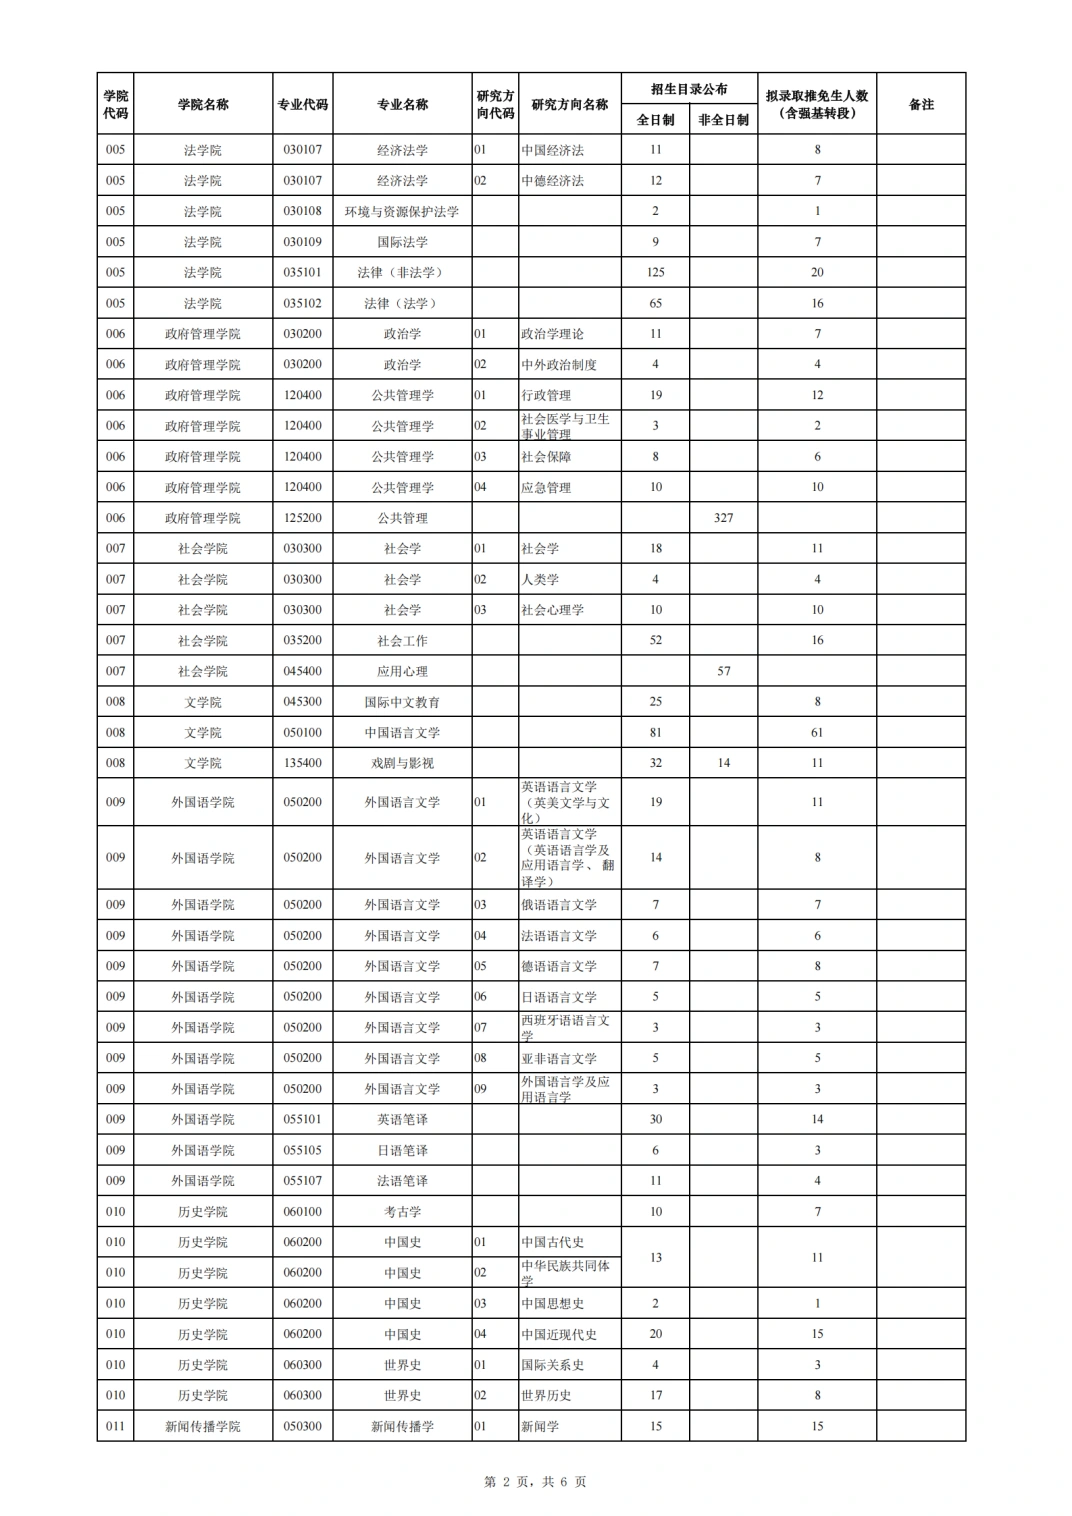 学院代码 学院名称 专业代码 专业名称 研究方向代码 研究方向名称 招生目录公布 拟录取推免生人数（含强基转段） 备注
全日制 非全日制
005 法学院 030107 经济法学 01 中国经济法 11 8
005 法学院 030107 经济法学 02 中德经济法 12 7
005 法学院 030108 环境与资源保护法学 2 1
005 法学院 030109 国际法学 9 7
005 法学院 035101 法律（非法学） 125 20
005 法学院 035102 法律（法学） 65 16
006 政府管理学院 030200 政治学 01 政治学理论 11 7
006 政府管理学院 030200 政治学 02 中外政治制度 4 4
006 政府管理学院 120400 公共管理学 01 行政管理 19 12
006 政府管理学院 120400 公共管理学 02 社会医学与卫生事业管理 3 2
006 政府管理学院 120400 公共管理学 03 社会保障 8 6
006 政府管理学院 120400 公共管理学 04 应急管理 10 10
006 政府管理学院 125200 公共管理 327
007 社会学院 030300 社会学 01 社会学 18 11
007 社会学院 030300 社会学 02 人类学 4 4
007 社会学院 030300 社会学 03 社会心理学 10 10
007 社会学院 035200 社会工作 52 16
007 社会学院 045400 应用心理 57
008 文学院 045300 国际中文教育 25 8
008 文学院 050100 中国语言文学 81 61
008 文学院 135400 戏剧与影视 32 14 11
009 外国语学院 050200 外国语言文学 01 英语语言文学（英美文学与文化） 19 11
009 外国语学院 050200 外国语言文学 02 英语语言文学（英语语言学及应用语言学、翻译学） 14 8
009 外国语学院 050200 外国语言文学 03 俄语语言文学 7 7
009 外国语学院 050200 外国语言文学 04 法语语言文学 6 6
009 外国语学院 050200 外国语言文学 05 德语语言文学 7 8
009 外国语学院 050200 外国语言文学 06 日语语言文学 5 5
009 外国语学院 050200 外国语言文学 07 西班牙语语言文学 3 3
009 外国语学院 050200 外国语言文学 08 亚非语言文学 5 5
009 外国语学院 050200 外国语言文学 09 外国语言学及应用语言学 3 3
009 外国语学院 055101 英语笔译 30 14
009 外国语学院 055105 日语笔译 6 3
009 外国语学院 055107 法语笔译 11 4
010 历史学院 060100 考古学 10 7
010 历史学院 060200 中国史 01 中国古代史 13 11
010 历史学院 060200 中国史 02 中华民族共同体学
010 历史学院 060200 中国史 03 中国思想史 2 1
010 历史学院 060200 中国史 04 中国近现代史 20 15
010 历史学院 060300 世界史 01 国际关系史 4 3
010 历史学院 060300 世界史 02 世界历史 17 8
011 新闻传播学院 050300 新闻传播学 01 新闻学 15 15
第 2 页，共 6 页